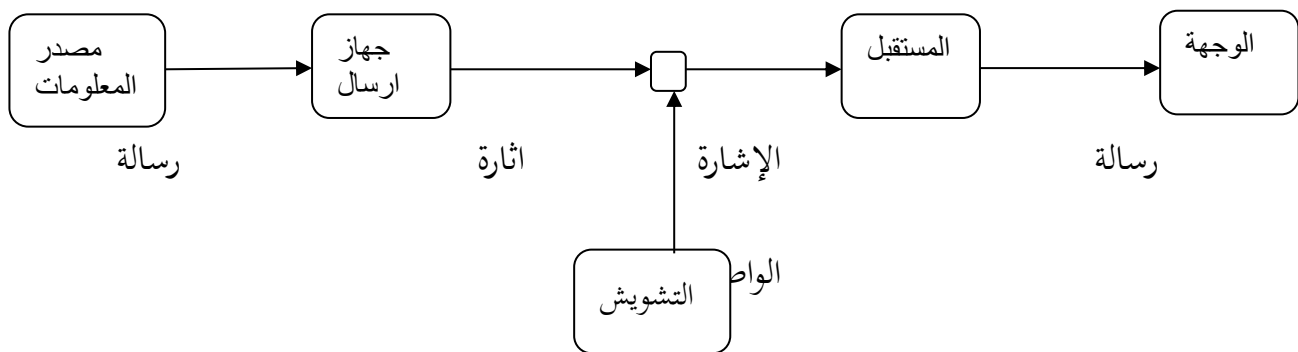 مصدر
المعلومات
جهاز
ارسال
المستقبل
الوجهة
رسالة
اثارة
الإشارة
رسالة
التشويش